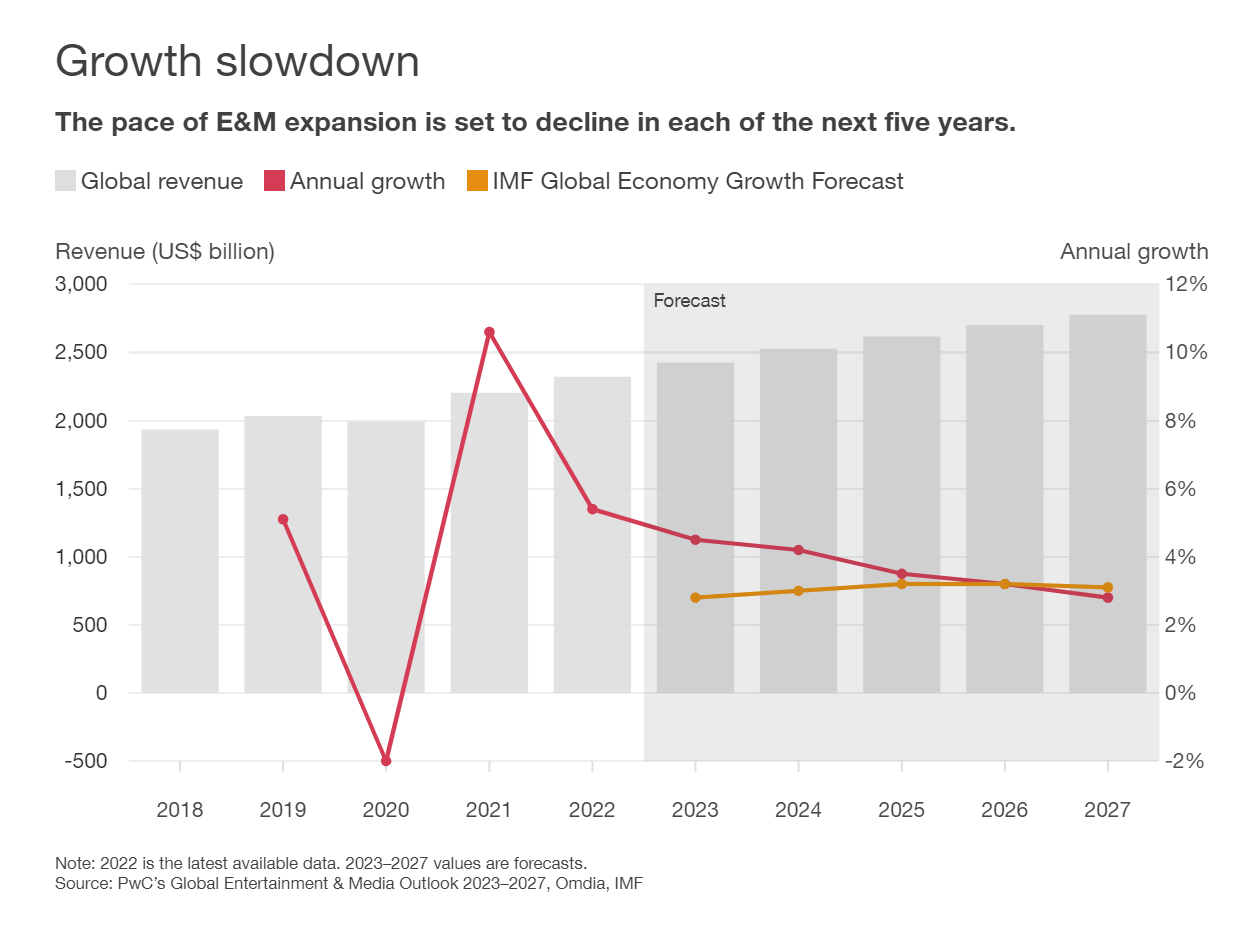 Growth slowdown
The pace of E&M expansion is set to decline in each of the next five years.
Global revenue Annual growth IMF Global Economy Growth Forecast
Revenue (US$ billion) Annual growth
3,000 12%
Forecast
2,500 10%
2,000 8%
1,500 6%
1,000 4%
500 2%
0 0%
-500 -2%
2018 2019 2020 2021 2022 2023 2024 2025 2026 2027
Note: 2022 is the latest available data. 2023–2027 values are forecasts.
Source: PwC’s Global Entertainment & Media Outlook 2023–2027, Omdia, IMF